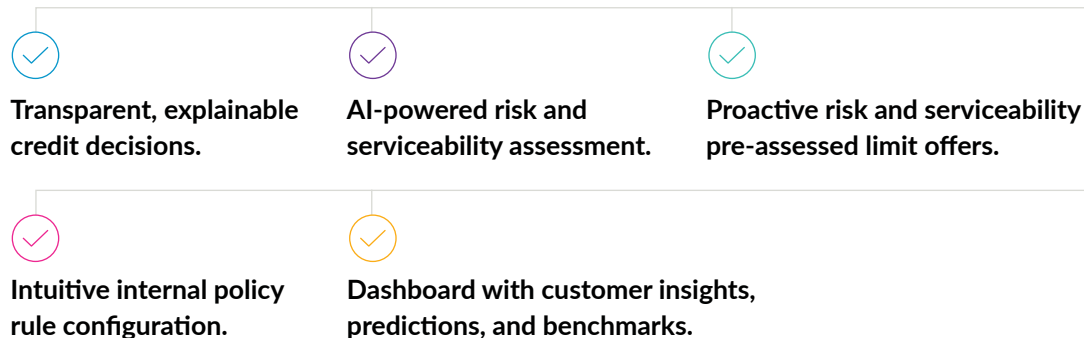 Transparent, explainable
credit decisions.
AI-powered risk and
serviceability assessment.
Proactive risk and serviceability
pre-assessed limit offers.
Intuitive internal policy
rule configuration.
Dashboard with customer insights,
predictions, and benchmarks.